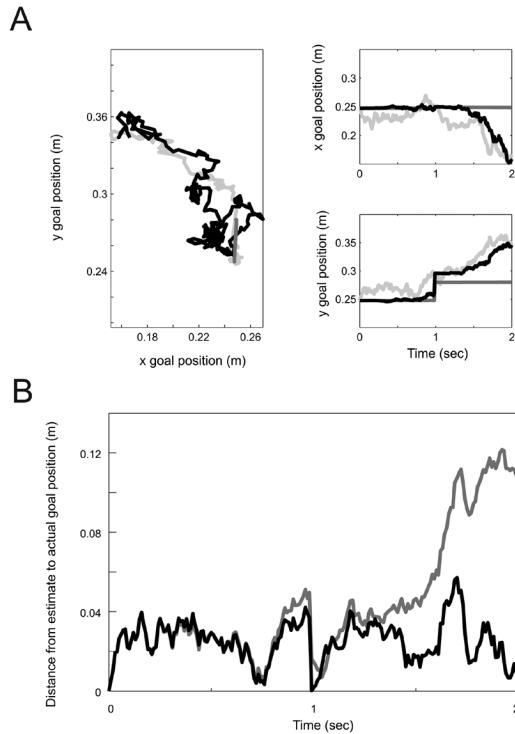 A
y goal position (m)
0.36
0.3
0.24
0.18
0.22
0.26
x goal position (m)
x goal position (m)
0.3
0.25
0.2
0
1
2
y goal position (m)
0.35
0.3
0.25
0
1
2
Time (sec)
B
Distance from estimate to actual goal position (m)
0.12
0.08
0.04
0
0
1
2
Time (sec)